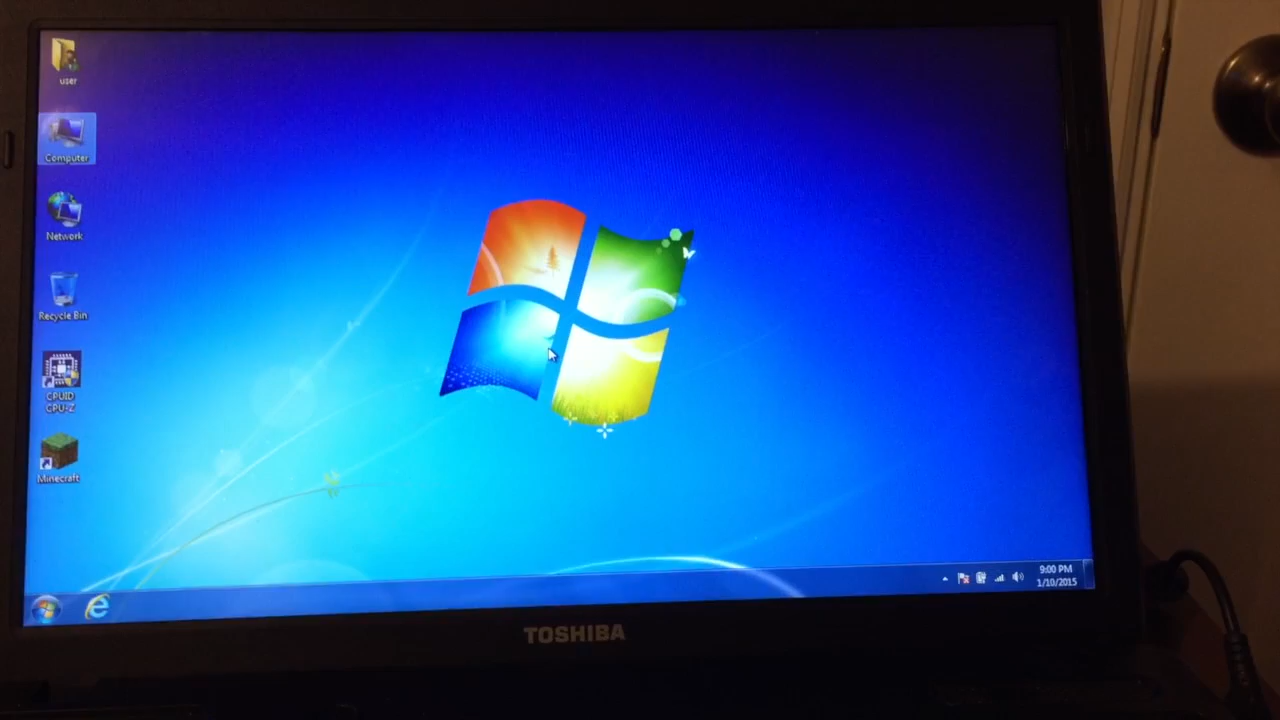 user
Computer
Network
Recycle Bin
CPUID
CPU-Z
Minecraft
9:00 PM
1/10/2015
TOSHIBA